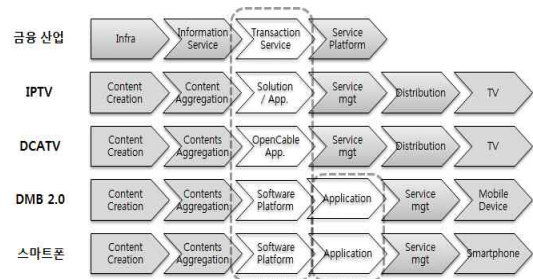 금융 산업
Infra
Information
Service
Transaction
Service
Service
Platform
IPTV
Content
Creation
Content
Aggregation
Solution
/ App.
Service
mgt
Distribution
TV
DCATV
Content
Creation
Contents
Aggregation
OpenCable
App.
Service
mgt
Distribution
TV
DMB 2.0
Content
Creation
Contents
Aggregation
Software
Platform
Application
Service
mgt
Mobile
Device
스마트폰
Content
Creation
Contents
Aggregation
Software
Platform
Application
Service
mgt
Smartphone